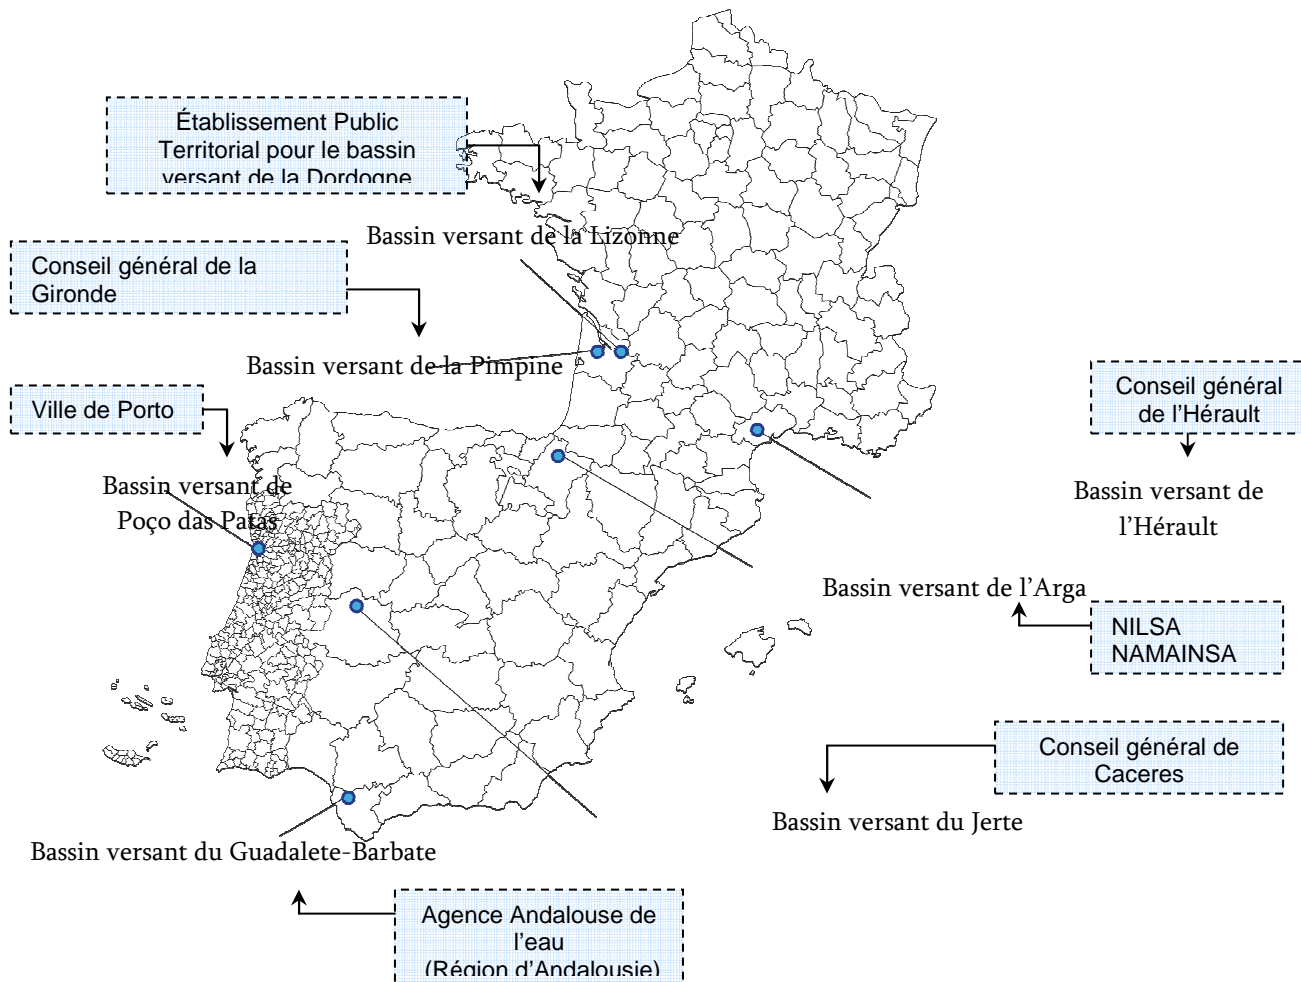 Établissement Public
Territorial pour le bassin
versant de la Dordogne
Bassin versant de la Lizonne
Conseil général de la
Gironde
Bassin versant de la Pimpine
Ville de Porto
Bassin versant de
Poço das Patas
Conseil général
de l'Hérault
Bassin versant de
l'Hérault
Bassin versant de l'Arga
NILSA
NAMAINSA
Conseil général de
Caceres
Bassin versant du Jerte
Bassin versant du Guadalete-Barbate
Agence Andalouse de
l'eau
(Région d'Andalousie)